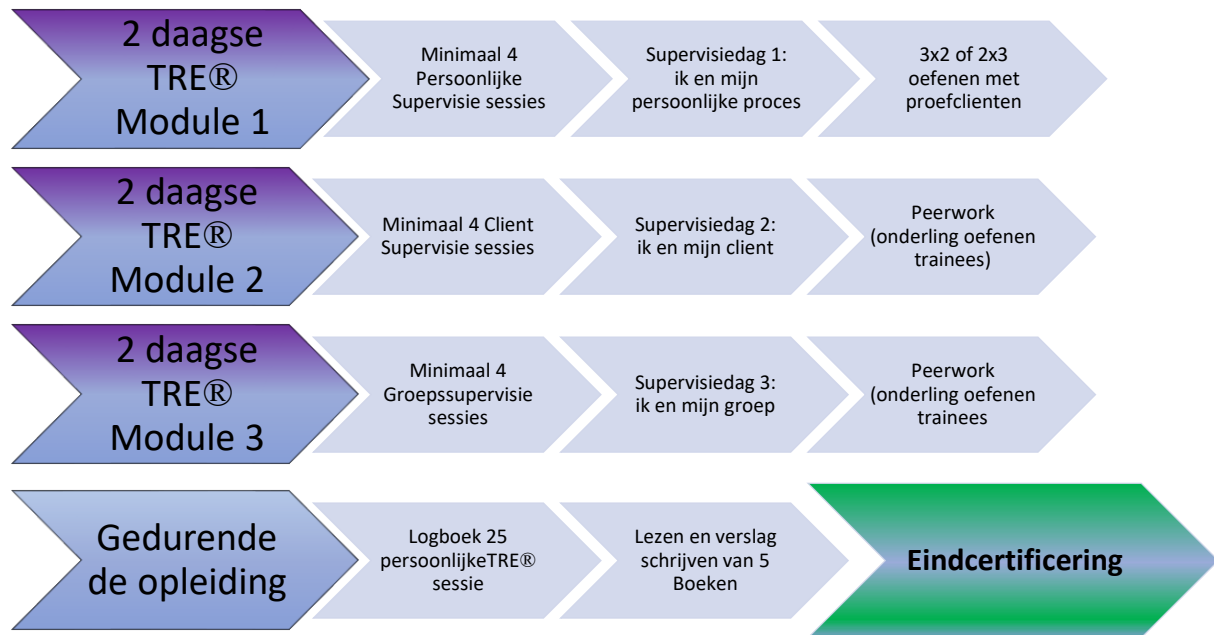 2 daagse
TRE®
Module 1
Minimaal 4
Persoonlijke
Supervisie sessies
Supervisiedag 1:
ik en mijn
persoonlijke proces
3x2 of 2x3
oefenen met
proefclienten
2 daagse
TRE®
Module 2
Minimaal 4 Client
Supervisie sessies
Supervisiedag 2:
ik en mijn client
Peerwork
(onderling oefenen
trainees)
2 daagse
TRE®
Module 3
Minimaal 4
Groepssupervisie
sessies
Supervisiedag 3:
ik en mijn groep
Peerwork
(onderling oefenen
trainees
Gedurende
de opleiding
Logboek 25
persoonlijkeTRE®
sessie
Lezen en verslag
schrijven van 5
Boeken
Eindcertificering